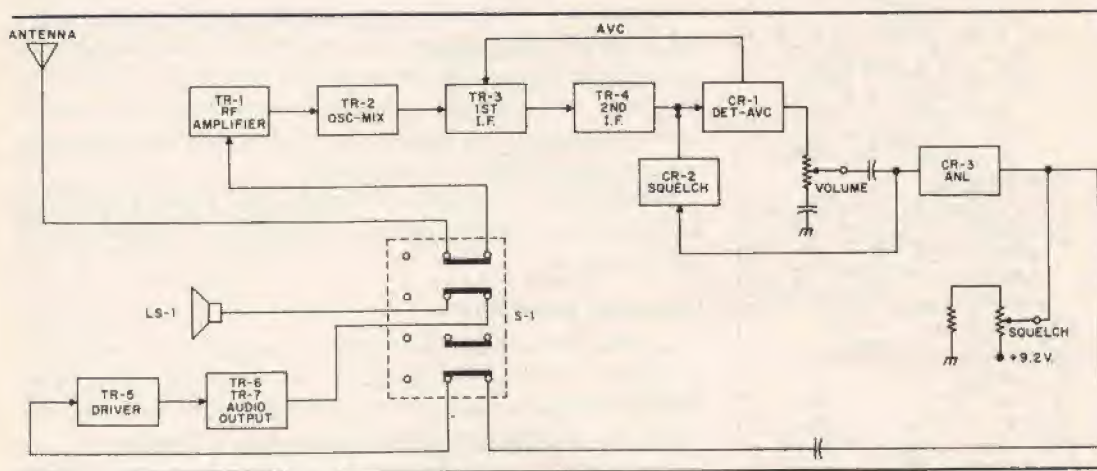 ANTENNA
AVC
TR-1
RF
AMPLIFIER
TR-2
OSC-MIX
TR-3
1ST
I.F.
TR-4
2ND
I.F.
CR-1
DET-AVC
CR-2
SQUELCH
VOLUME
CR-3
ANL
LS-1
S-1
SQUELCH
+9.2V.
TR-5
DRIVER
TR-6
TR-7
AUDIO
OUTPUT